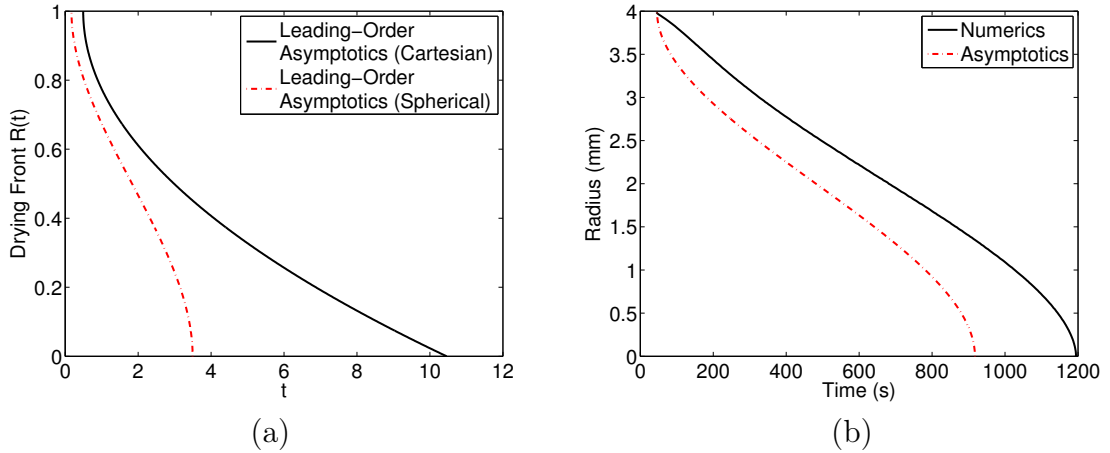 Leading-Order
Asymptotics (Cartesian)
Leading-Order
Asymptotics (Spherical)
Drying Front R(t)
1
0.8
0.6
0.4
0.2
0
0 2 4 6 8 10 12
t
(a)
Numerics
Asymptotics
Radius (mm)
4
3.5
3
2.5
2
1.5
1
0.5
0
0 200 400 600 800 1000 1200
Time (s)
(b)